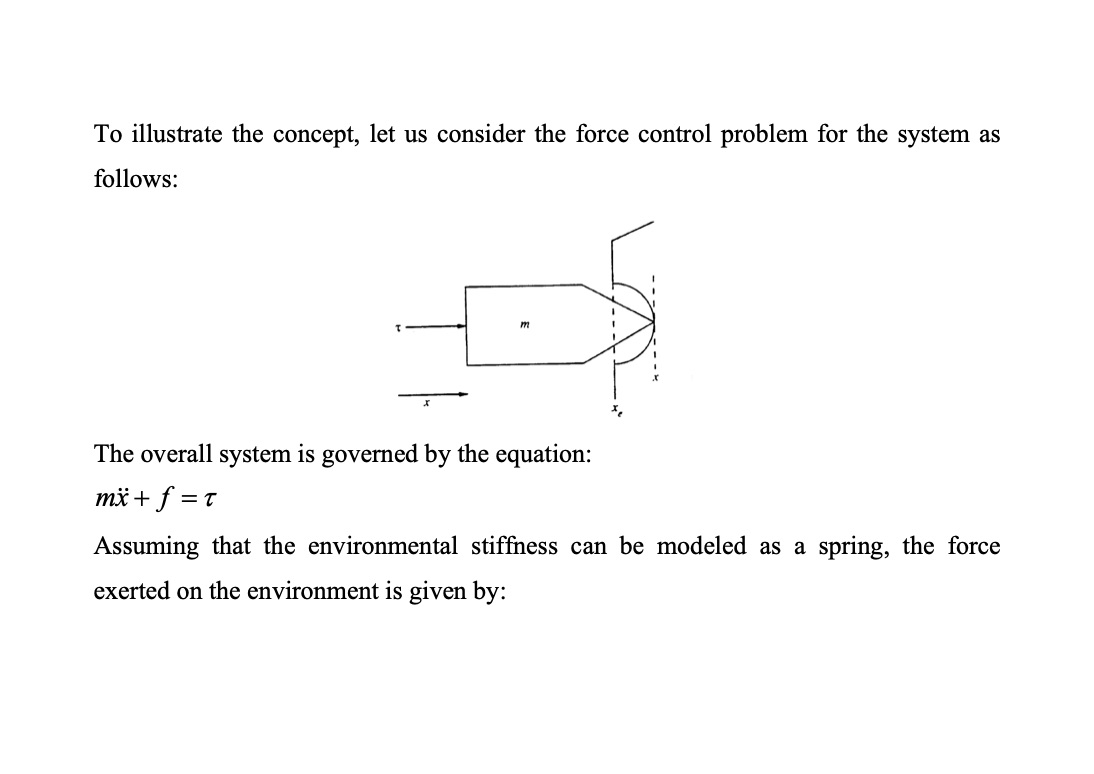 To illustrate the concept, let us consider the force control problem for the system as
follows:
τ
m
x
x
xₑ
The overall system is governed by the equation:
mẍ + f = τ
Assuming that the environmental stiffness can be modeled as a spring, the force
exerted on the environment is given by: